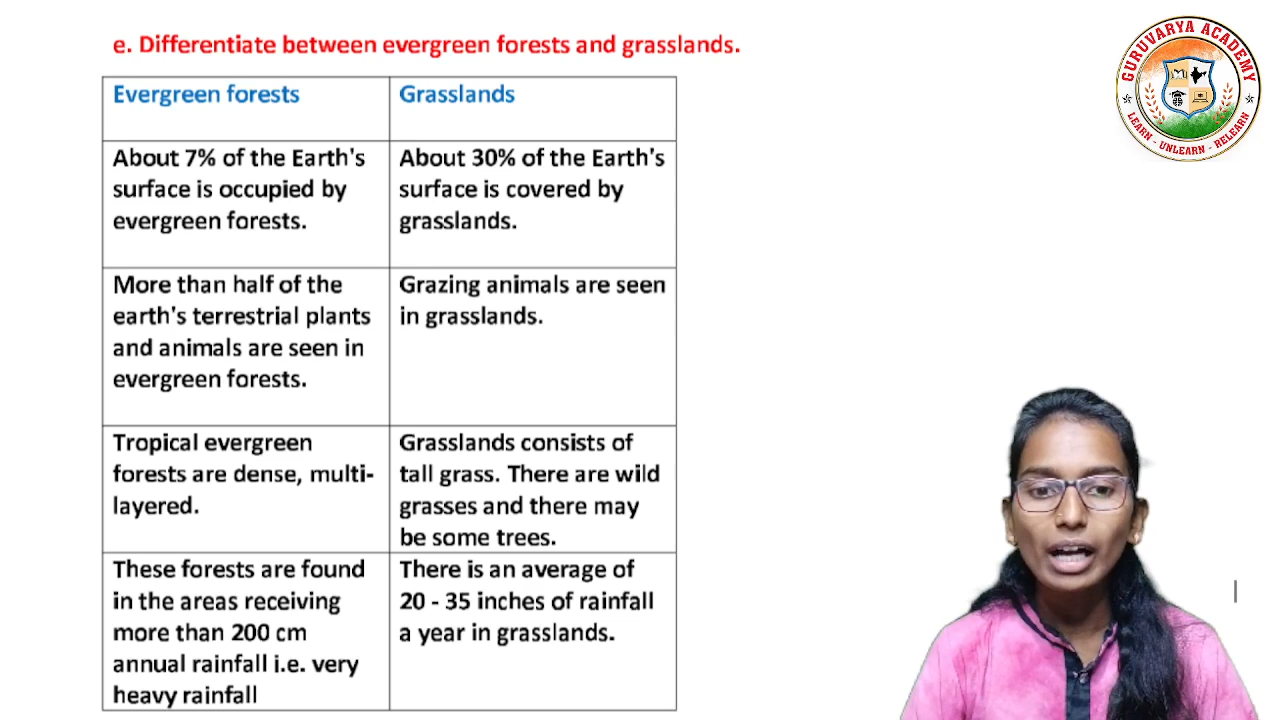 e. Differentiate between evergreen forests and grasslands.
Evergreen forests
Grasslands
About 7% of the Earth's
surface is occupied by
evergreen forests.
About 30% of the Earth's
surface is covered by
grasslands.
More than half of the
earth's terrestrial plants
and animals are seen in
evergreen forests.
Grazing animals are seen
in grasslands.
Tropical evergreen
forests are dense, multi-
layered.
Grasslands consists of
tall grass. There are wild
grasses and there may
be some trees.
These forests are found
in the areas receiving
more than 200 cm
annual rainfall i.e. very
heavy rainfall
There is an average of
20 - 35 inches of rainfall
a year in grasslands.
GURUVARYA ACADEMY
LEARN - UNLEARN - RELEARN